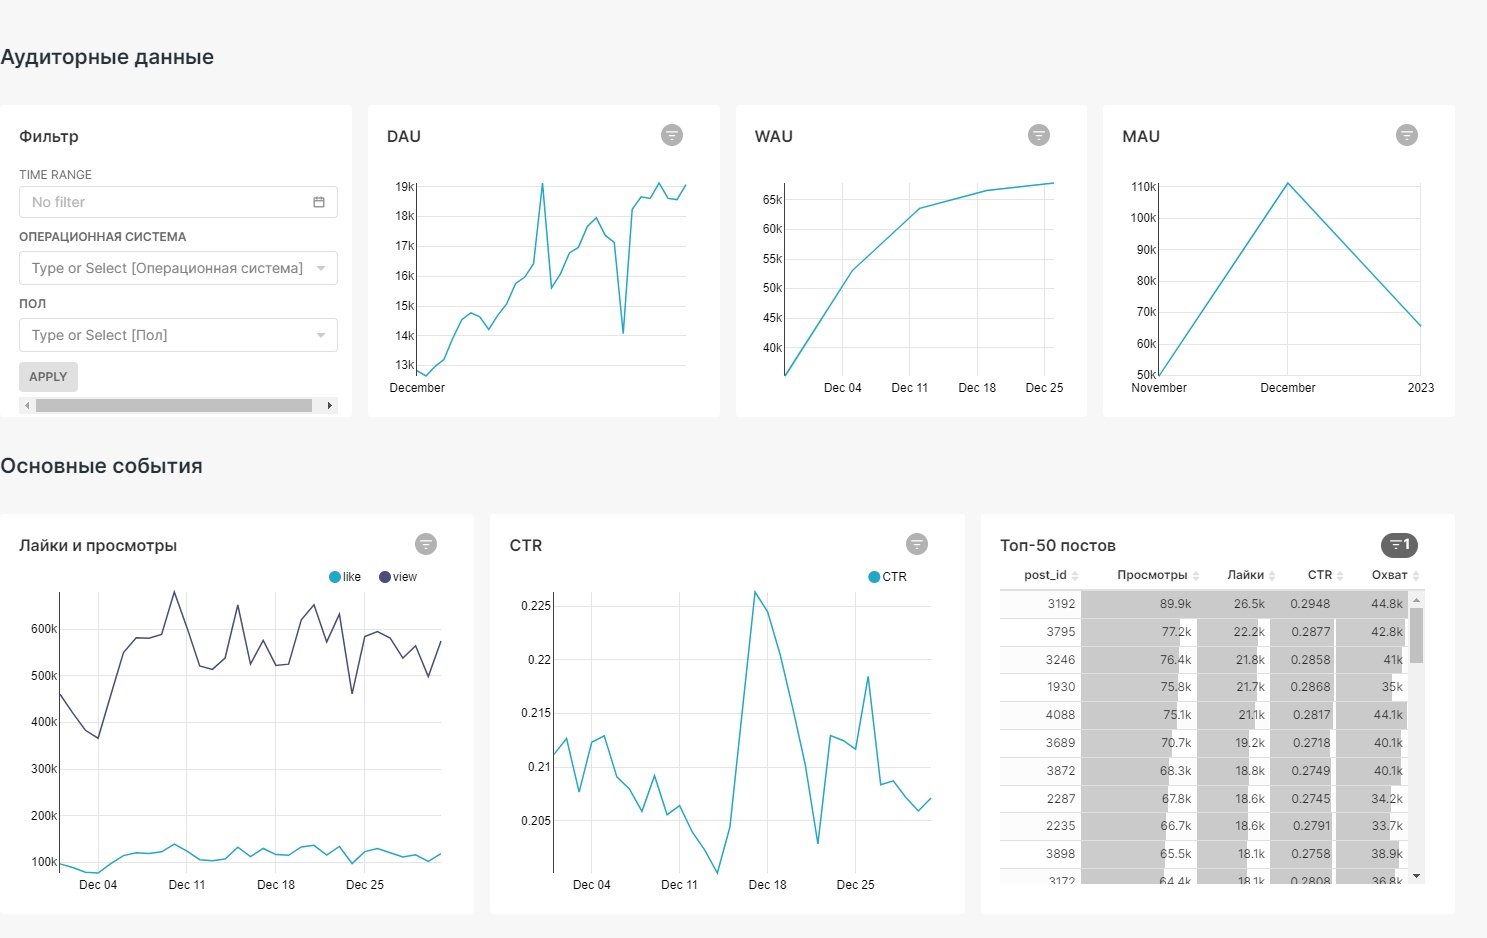 Аудиторные данные
Фильтр
TIME RANGE
No filter
ОПЕРАЦИОННАЯ СИСТЕМА
Type or Select [Операционная система]
ПОЛ
Type or Select [Пол]
APPLY
DAU
19k
18k
17k
16k
15k
14k
13k
December
WAU
65k
60k
55k
50k
45k
40k
Dec 04 Dec 11 Dec 18 Dec 25
MAU
110k
100k
90k
80k
70k
60k
50k
November December 2023
Основные события
Лайки и просмотры
like view
600k
500k
400k
300k
200k
100k
Dec 04 Dec 11 Dec 18 Dec 25
CTR
CTR
0.225
0.22
0.215
0.21
0.205
Dec 04 Dec 11 Dec 18 Dec 25
Топ-50 постов
1
post_id Просмотры Лайки CTR Охват
3192 89.9k 26.5k 0.2948 44.8k
3795 77.2k 22.2k 0.2877 42.8k
3246 76.4k 21.8k 0.2858 41k
1930 75.8k 21.7k 0.2868 35k
4088 75.1k 21.1k 0.2817 44.1k
3689 70.7k 19.2k 0.2718 40.1k
3872 68.3k 18.8k 0.2749 40.1k
2287 67.8k 18.6k 0.2745 34.2k
2235 66.7k 18.6k 0.2791 33.7k
3898 65.5k 18.1k 0.2758 38.9k
3172 64.4k 18.1k 0.2808 36.8k